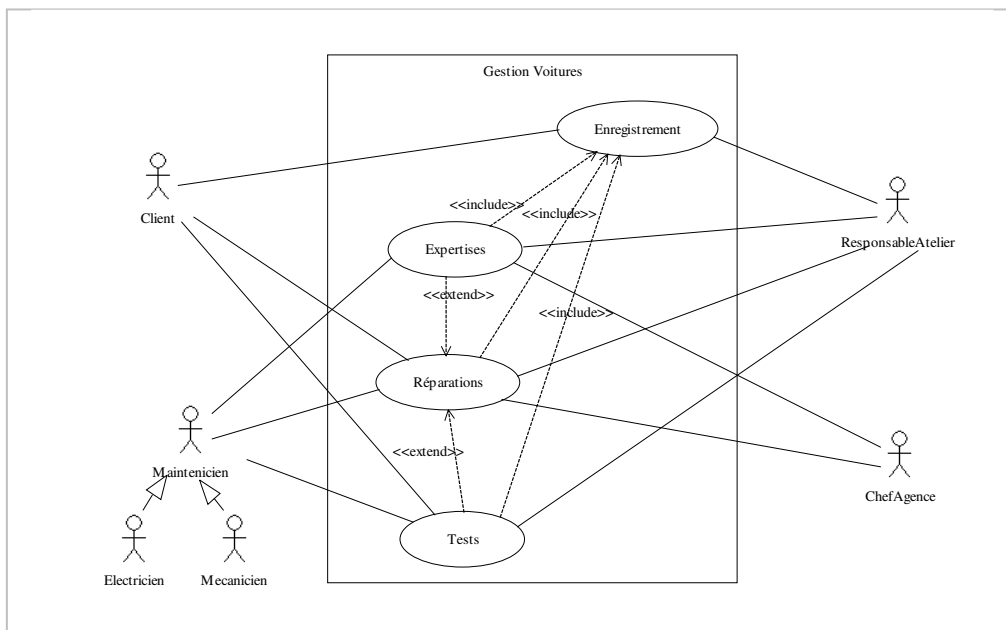 Gestion Voitures
Enregistrement
Client
<<include>>
<<include>>
ResponsableAtelier
Expertises
<<extend>>
<<include>>
Réparations
Maintenicien
<<extend>>
ChefAgence
Tests
Electricien
Mecanicien